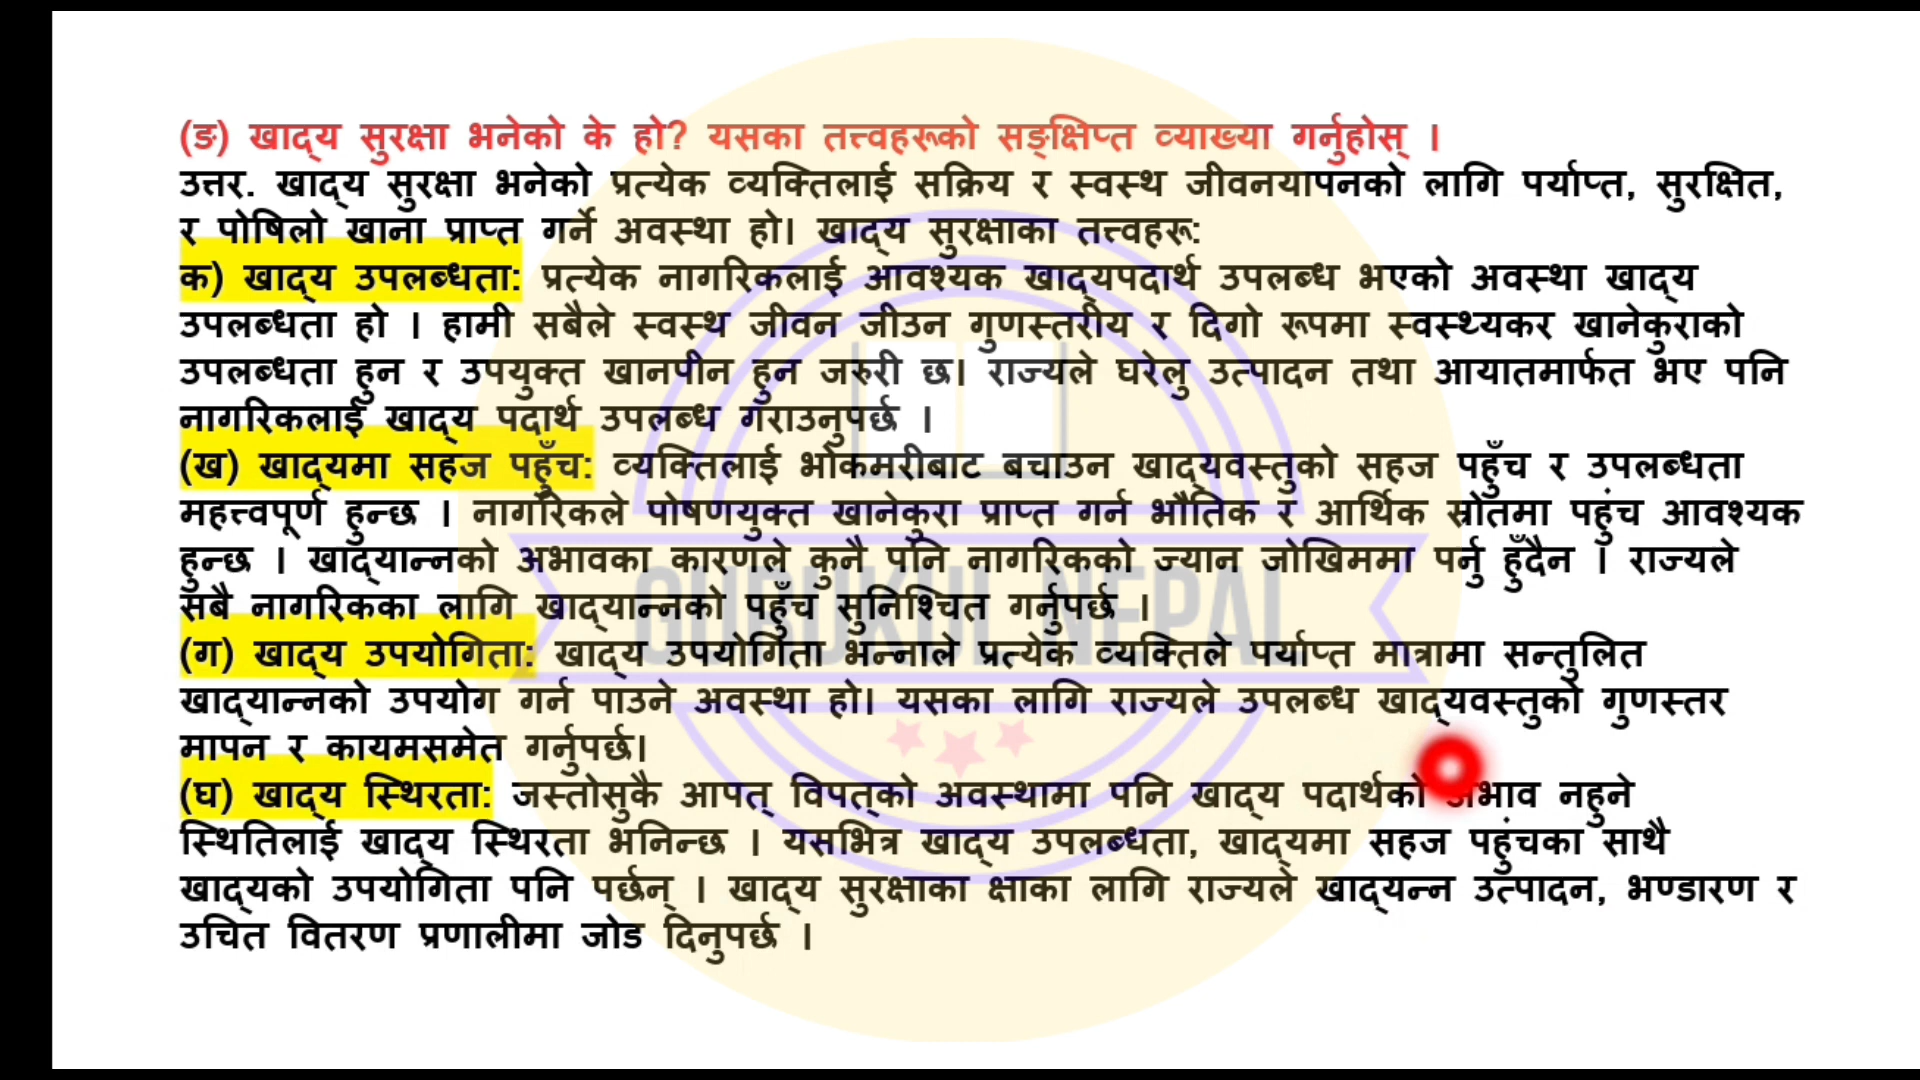 (ङ) खाद्य सुरक्षा भनेको के हो? यसका तत्त्वहरूको सङ्क्षिप्त व्याख्या गर्नुहोस् ।
उत्तर. खाद्य सुरक्षा भनेको प्रत्येक व्यक्तिलाई सक्रिय र स्वस्थ जीवनयापनको लागि पर्याप्त, सुरक्षित,
र पोषिलो खाना प्राप्त गर्ने अवस्था हो। खाद्य सुरक्षाका तत्त्वहरू:
क) खाद्य उपलब्धता: प्रत्येक नागरिकलाई आवश्यक खाद्यपदार्थ उपलब्ध भएको अवस्था खाद्य
उपलब्धता हो । हामी सबैले स्वस्थ जीवन जीउन गुणस्तरीय र दिगो रूपमा स्वस्थ्यकर खानेकुराको
उपलब्धता हुन र उपयुक्त खानपीन हुन जरुरी छ। राज्यले घरेलु उत्पादन तथा आयातमार्फत भए पनि
नागरिकलाई खाद्य पदार्थ उपलब्ध गराउनुपर्छ ।
(ख) खाद्यमा सहज पहुँच: व्यक्तिलाई भोकमरीबाट बचाउन खाद्यवस्तुको सहज पहुँच र उपलब्धता
महत्त्वपूर्ण हुन्छ । नागरिकले पोषणयुक्त खानेकुरा प्राप्त गर्न भौतिक र आर्थिक स्रोतमा पहुंच आवश्यक
हुन्छ । खाद्यान्नको अभावका कारणले कुनै पनि नागरिकको ज्यान जोखिममा पर्नु हुँदैन । राज्यले
सबै नागरिकका लागि खाद्यान्नको पहुँच सुनिश्चित गर्नुपर्छ ।
(ग) खाद्य उपयोगिता: खाद्य उपयोगिता भन्नाले प्रत्येक व्यक्तिले पर्याप्त मात्रामा सन्तुलित
खाद्यान्नको उपयोग गर्न पाउने अवस्था हो। यसका लागि राज्यले उपलब्ध खाद्यवस्तुको गुणस्तर
मापन र कायमसमेत गर्नुपर्छ।
(घ) खाद्य स्थिरता: जस्तोसुकै आपत् विपत्को अवस्थामा पनि खाद्य पदार्थको अभाव नहुने
स्थितिलाई खाद्य स्थिरता भनिन्छ । यसभित्र खाद्य उपलब्धता, खाद्यमा सहज पहुंचका साथै
खाद्यको उपयोगिता पनि पर्छन् । खाद्य सुरक्षाका क्षाका लागि राज्यले खाद्यन्न उत्पादन, भण्डारण र
उचित वितरण प्रणालीमा जोड दिनुपर्छ ।
GURUKUL NEPAL